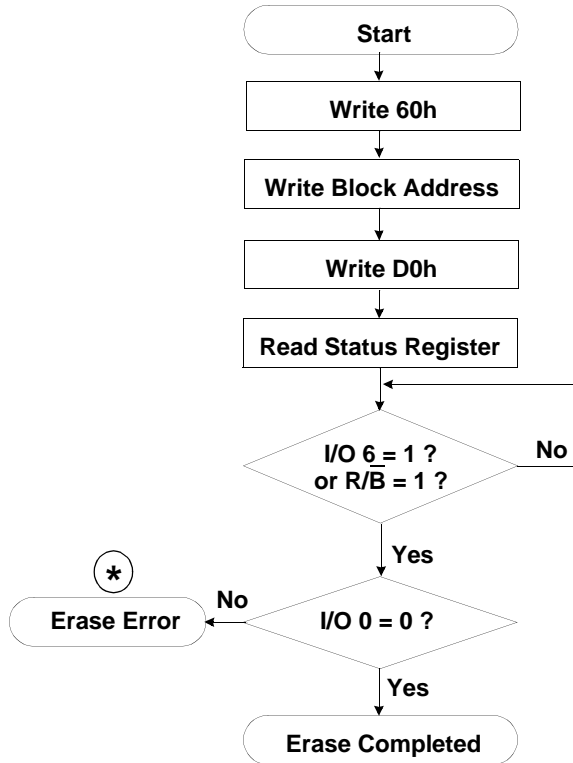 Start
Write 60h
Write Block Address
Write D0h
Read Status Register
I/O 6 = 1 ?
or R/B̅ = 1 ?
No
Yes
*
No
Erase Error
I/O 0 = 0 ?
Yes
Erase Completed